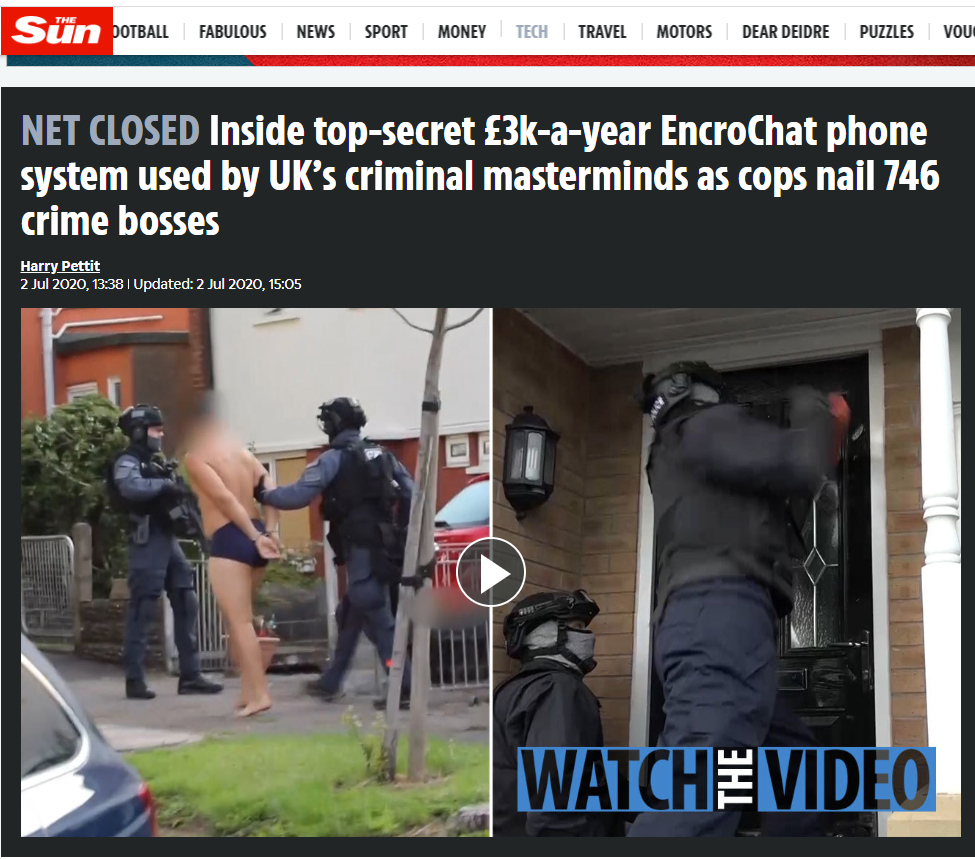 THE Sun
OOTBALL FABULOUS NEWS SPORT MONEY TECH TRAVEL MOTORS DEAR DEIDRE PUZZLES VOU
NET CLOSED Inside top-secret £3k-a-year EncroChat phone
system used by UK’s criminal masterminds as cops nail 746
crime bosses
Harry Pettit
2 Jul 2020, 13:38 | Updated: 2 Jul 2020, 15:05
WATCH THE VIDEO